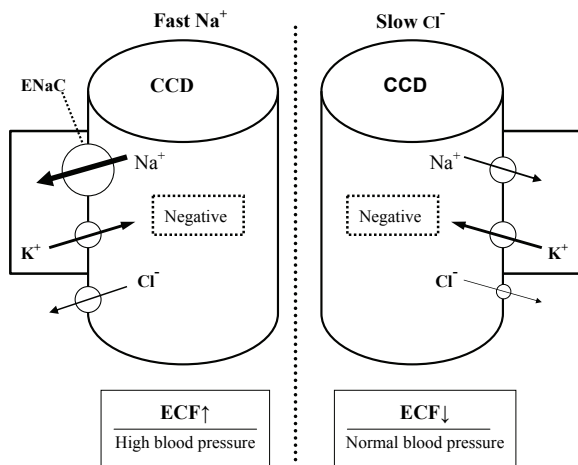 Fast Na⁺
Slow Cl⁻
ENaC
CCD
Na⁺
Negative
K⁺
Cl⁻
ECF↑
High blood pressure
CCD
Na⁺
Negative
K⁺
Cl⁻
ECF↓
Normal blood pressure